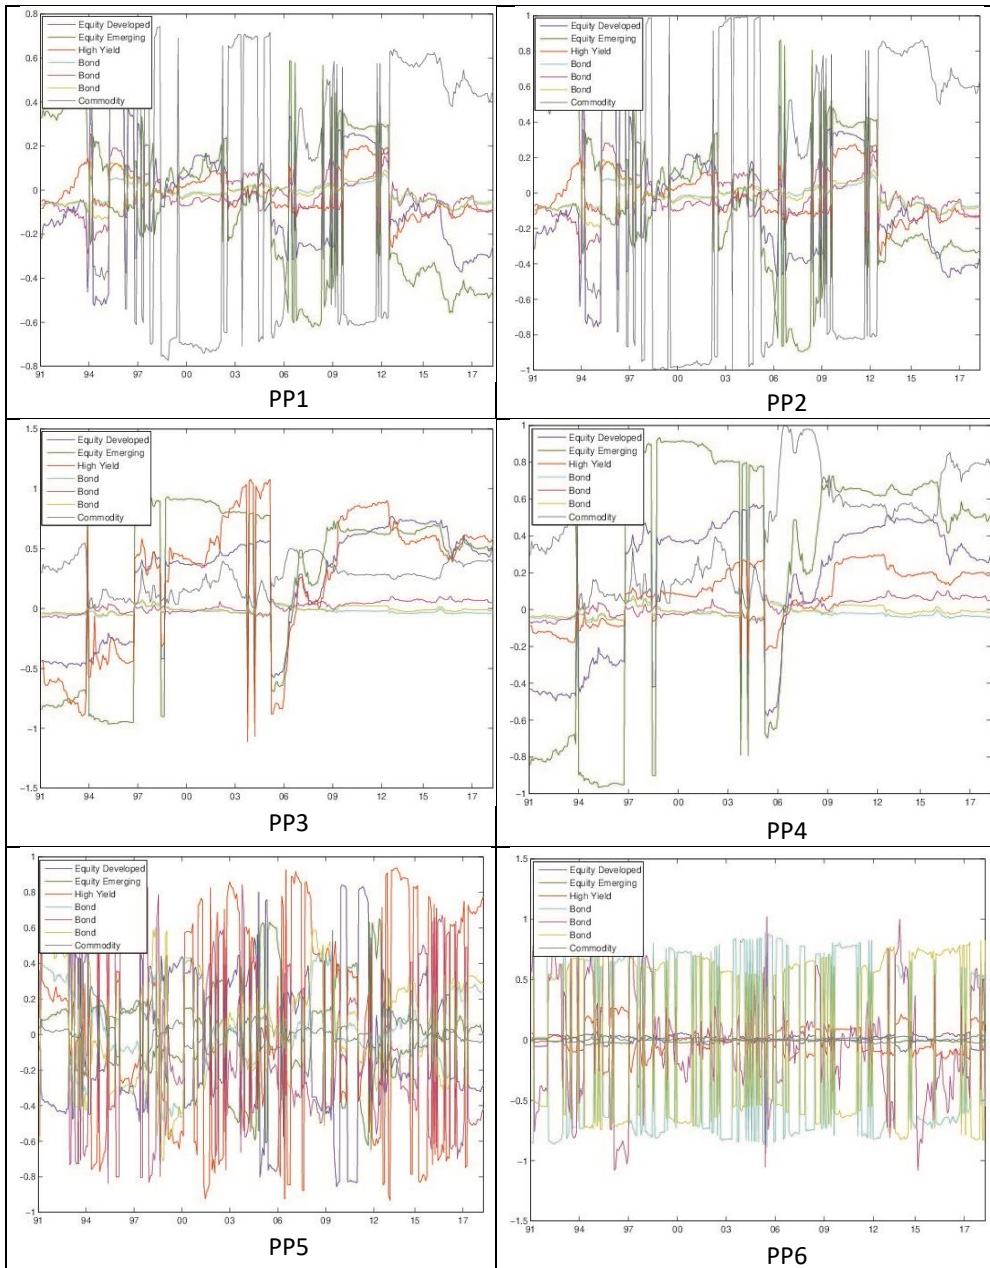 0.8
0.6
0.4
0.2
0
−0.2
−0.4
−0.6
−0.8
Equity Developed
Equity Emerging
High Yield
Bond
Bond
Bond
Commodity
91 94 97 00 03 06 09 12 15 17
PP1
1
0.8
0.6
0.4
0.2
0
−0.2
−0.4
−0.6
−0.8
−1
Equity Developed
Equity Emerging
High Yield
Bond
Bond
Bond
Commodity
91 94 97 00 03 06 09 12 15 17
PP2
1.5
1
0.5
0
−0.5
−1
−1.5
Equity Developed
Equity Emerging
High Yield
Bond
Bond
Bond
Commodity
91 94 97 00 03 06 09 12 15 17
PP3
1
0.8
0.6
0.4
0.2
0
−0.2
−0.4
−0.6
−0.8
−1
Equity Developed
Equity Emerging
High Yield
Bond
Bond
Bond
Commodity
91 94 97 00 03 06 09 12 15 17
PP4
1
0.8
0.6
0.4
0.2
0
−0.2
−0.4
−0.6
−0.8
−1
Equity Developed
Equity Emerging
High Yield
Bond
Bond
Bond
Commodity
91 94 97 00 03 06 09 12 15 17
PP5
1.5
1
0.5
0
−0.5
−1
−1.5
Equity Developed
Equity Emerging
High Yield
Bond
Bond
Bond
Commodity
91 94 97 00 03 06 09 12 15 17
PP6